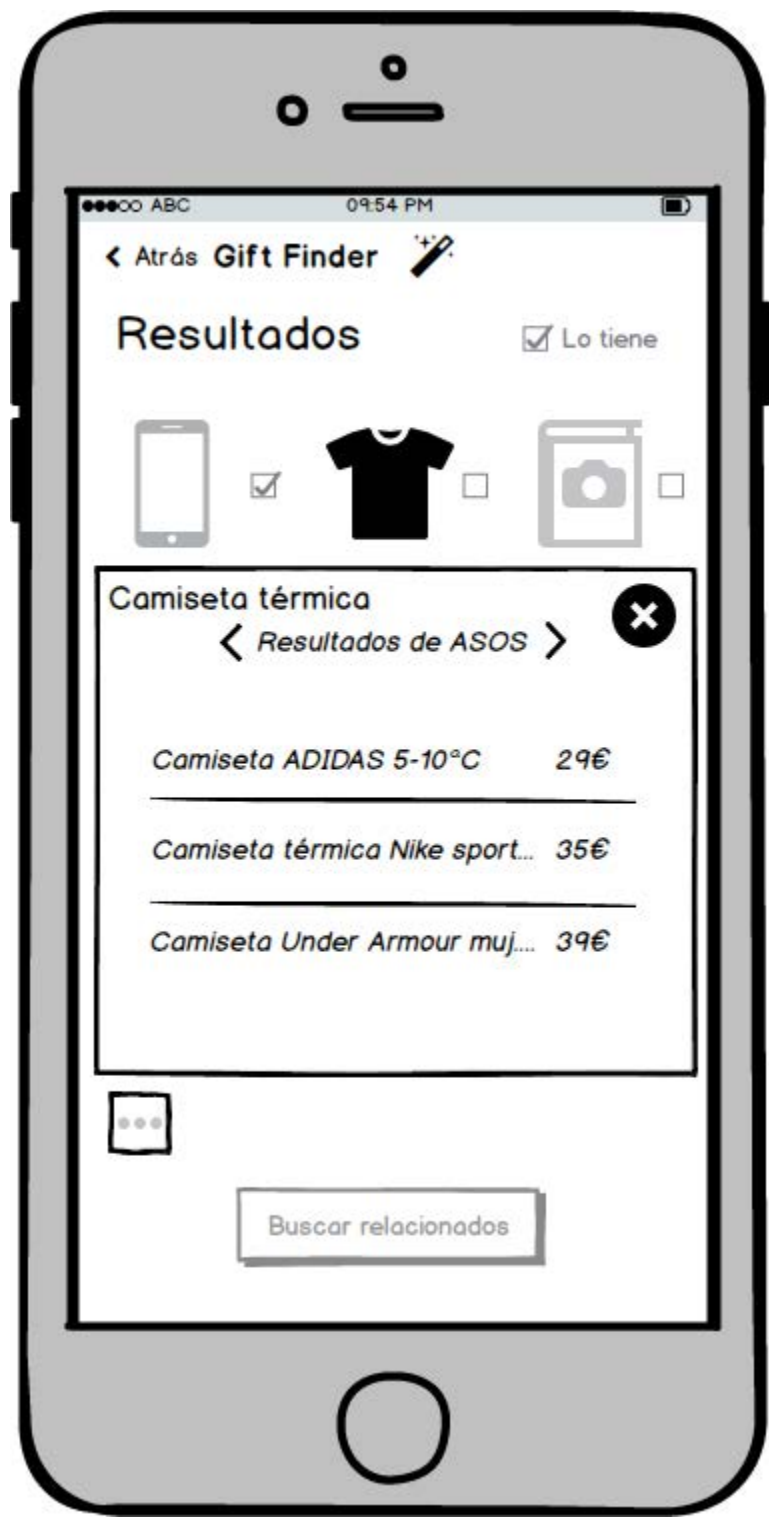 ABC 09:54 PM
Atrás Gift Finder
Resultados Lo tiene
Camiseta térmica
Resultados de ASOS
Camiseta ADIDAS 5-10ºC 29€
Camiseta térmica Nike sport... 35€
Camiseta Under Armour muj.... 39€
Buscar relacionados